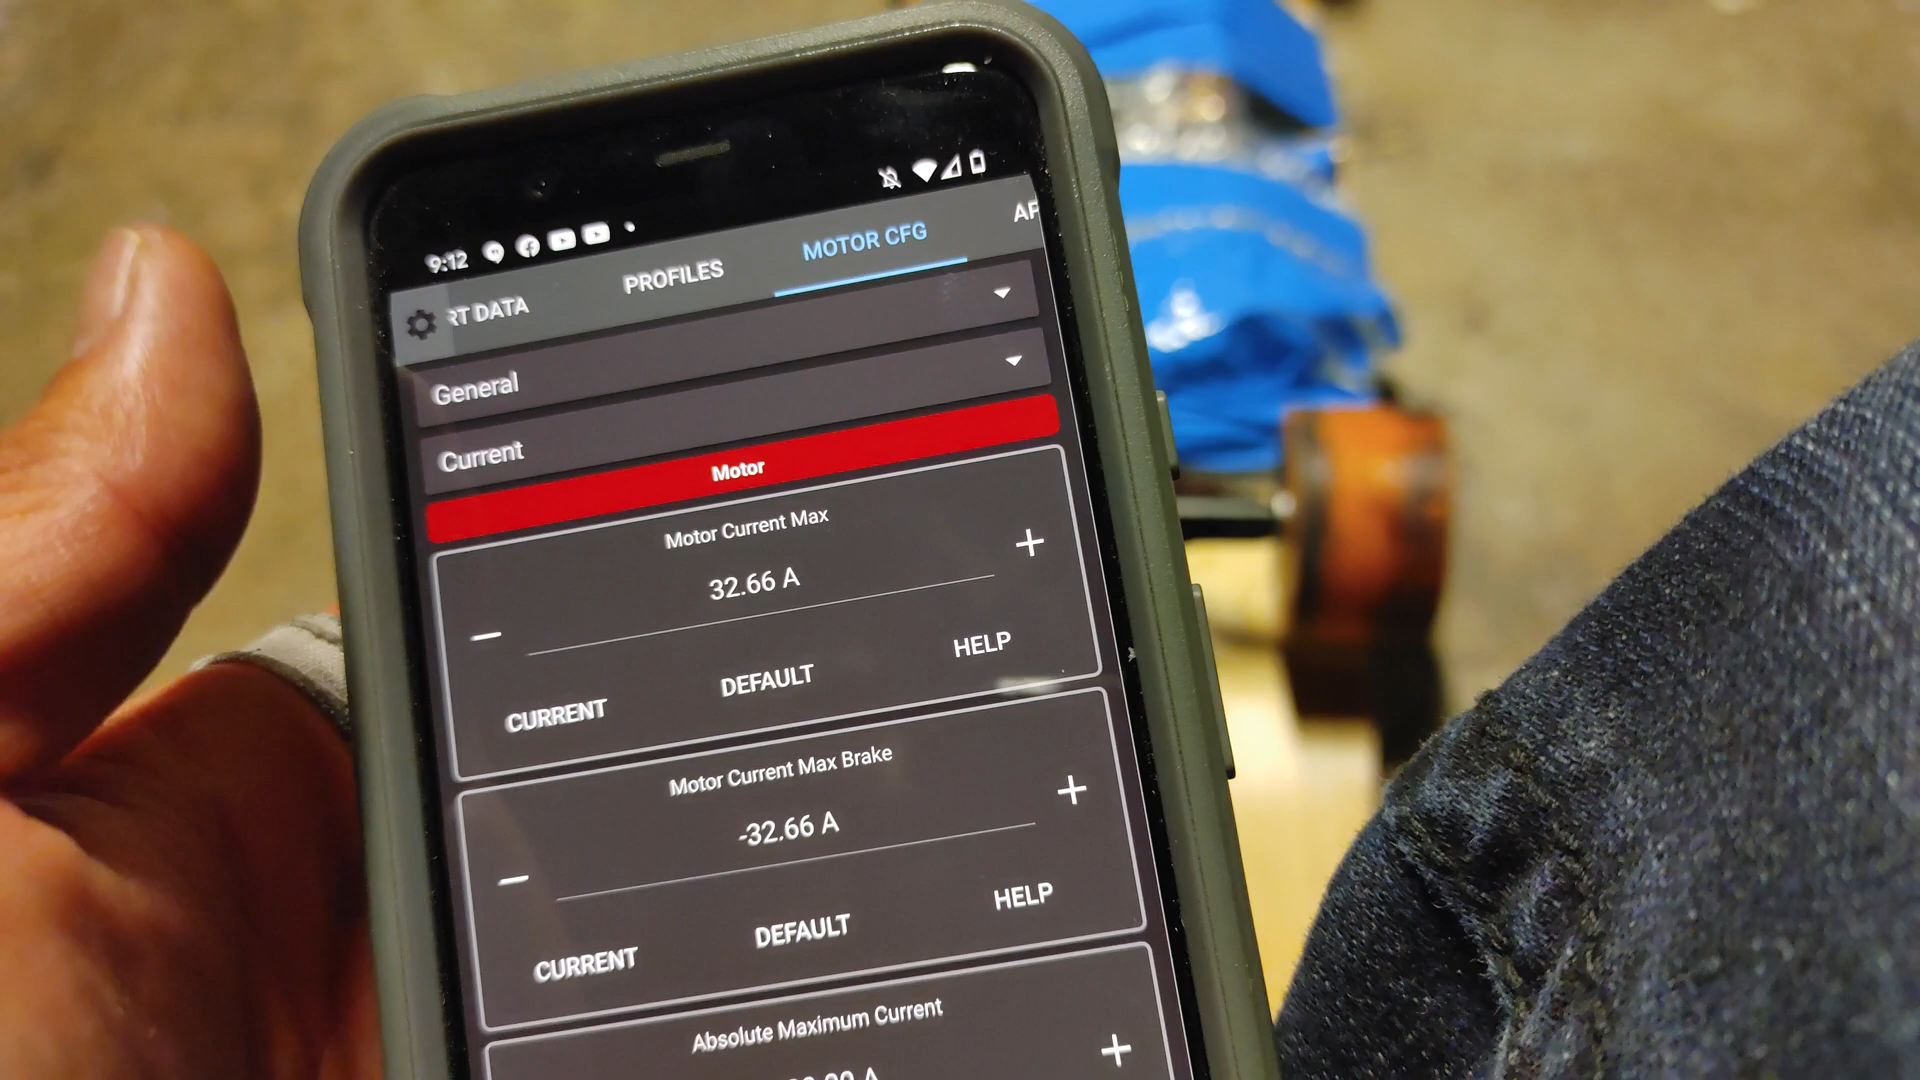 9:12
RT DATA PROFILES MOTOR CFG AP
General
Current
Motor
Motor Current Max
32.66 A
CURRENT DEFAULT HELP
Motor Current Max Brake
-32.66 A
CURRENT DEFAULT HELP
Absolute Maximum Current
A